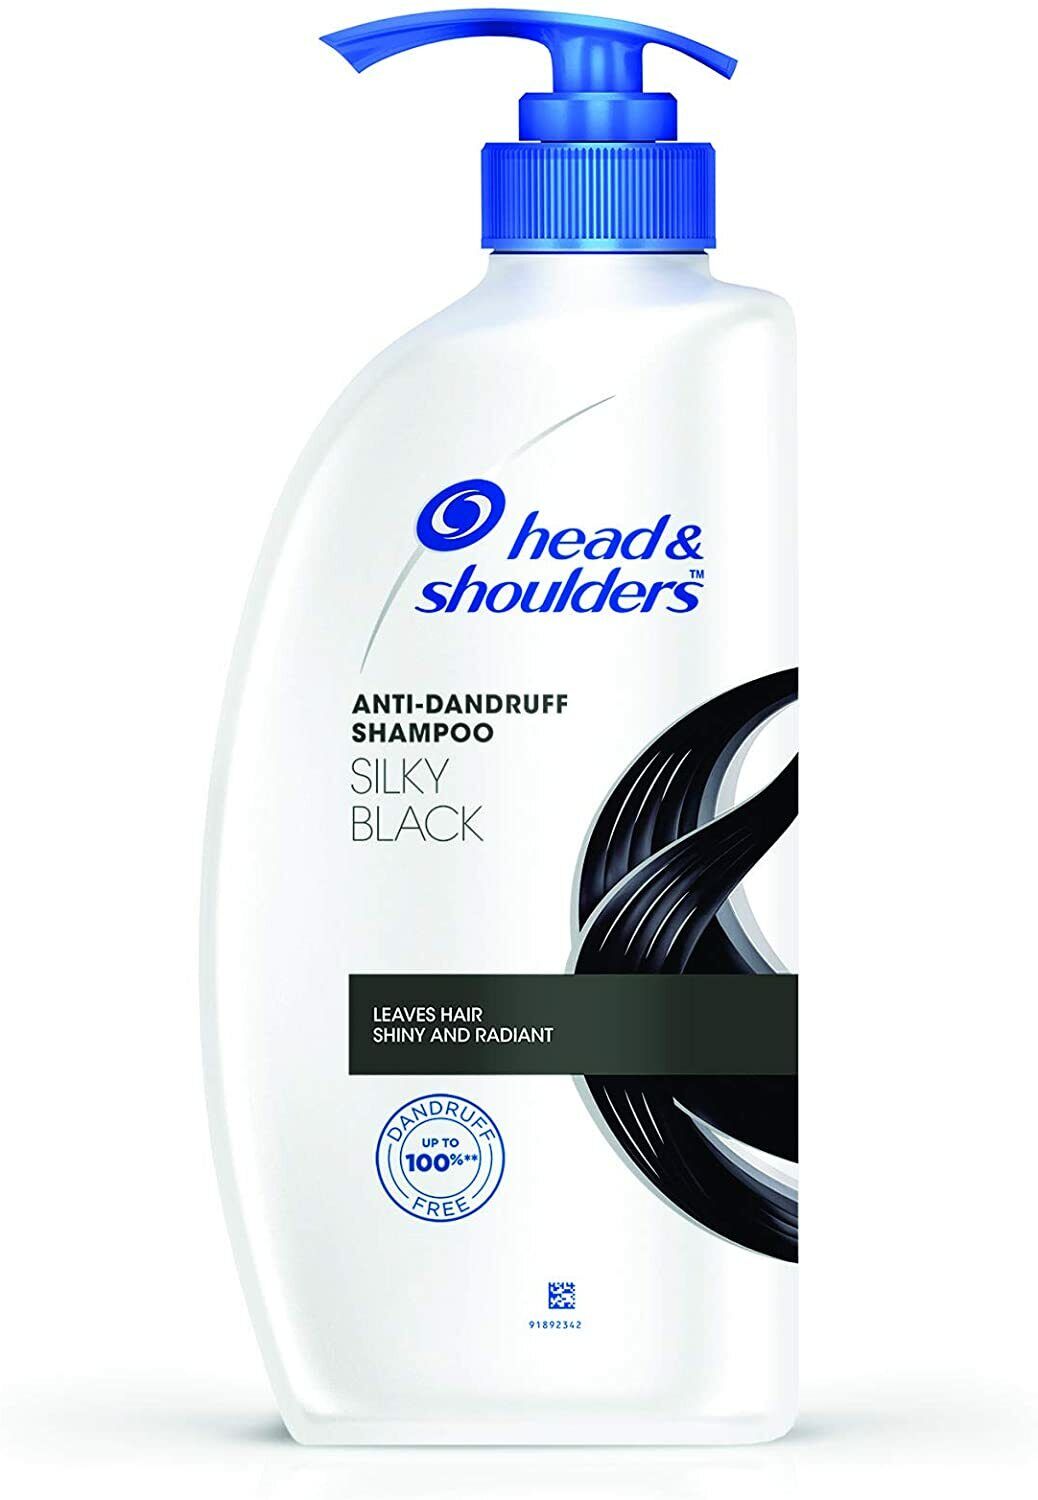 head &
shoulders™
ANTI-DANDRUFF
SHAMPOO
SILKY
BLACK
LEAVES HAIR
SHINY AND RADIANT
DANDRUFF
UP TO
100%**
FREE
91892342